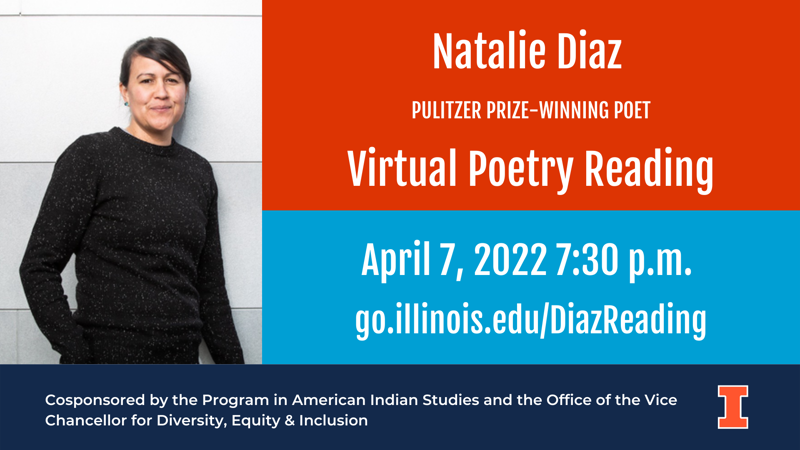 Natalie Diaz
PULITZER PRIZE-WINNING POET
Virtual Poetry Reading
April 7, 2022 7:30 p.m.
go.illinois.edu/DiazReading
Cosponsored by the Program in American Indian Studies and the Office of the Vice
Chancellor for Diversity, Equity & Inclusion
I